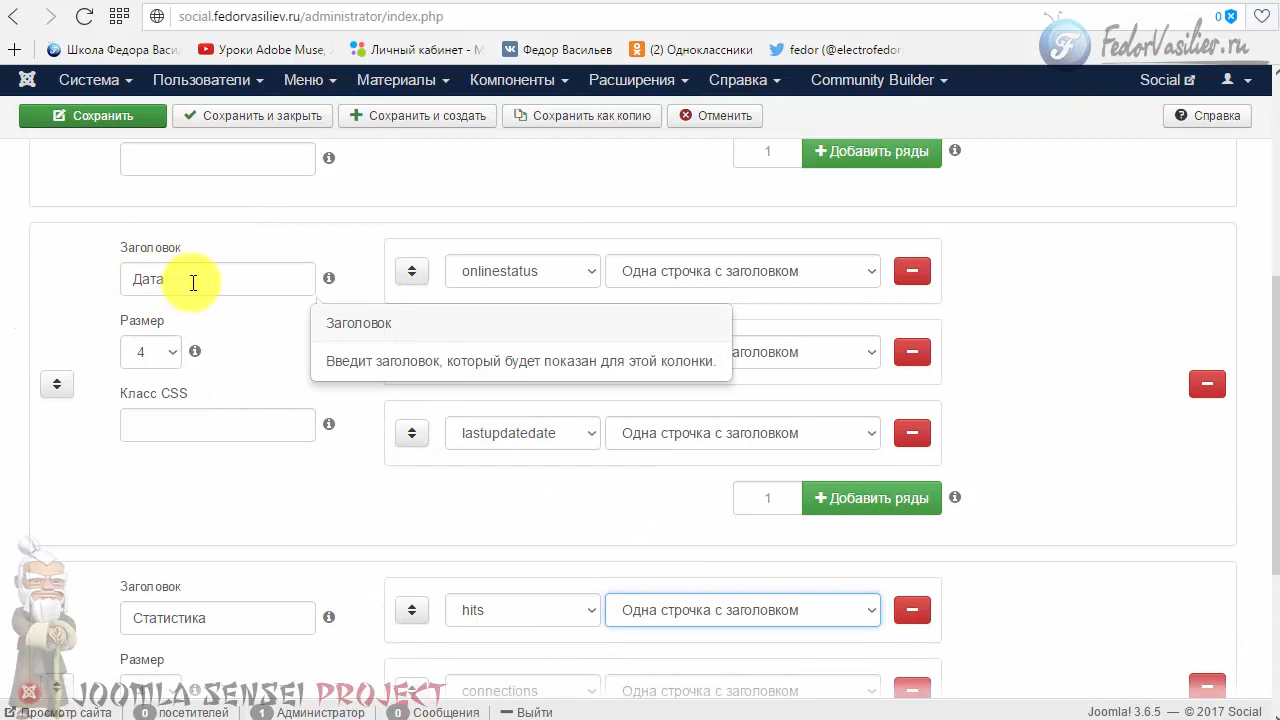 social.fedorvasiliev.ru/administrator/index.php
0
Школа Федора Васи
Уроки Adobe Muse,
Личный кабинет - М
Федор Васильев
(2) Одноклассники
fedor (@electrofedor
FedorVasiliev.ru
Система
Пользователи
Меню
Материалы
Компоненты
Расширения
Справка
Community Builder
Social
Сохранить
Сохранить и закрыть
Сохранить и создать
Сохранить как копию
Отменить
Справка
1
Добавить ряды
Заголовок
Дата
onlinestatus
Одна строчка с заголовком
Размер
4
Заголовок
Введит заголовок, который будет показан для этой колонки.
аголовком
Класс CSS
lastupdatedate
Одна строчка с заголовком
1
Добавить ряды
Заголовок
Статистика
hits
Одна строчка с заголовком
Размер
connections
Одна строчка с заголовком
JOOMLA SENSEI PROJECT
Просмотр сайта
0 посетителей
1 Администратор
0 Сообщения
Выйти
Joomla! 3.6.5 — © 2017 Social